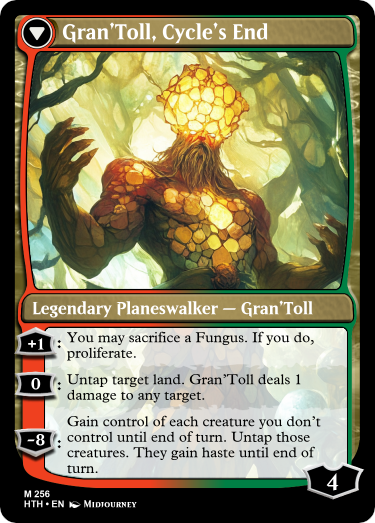 Gran'Toll, Cycle's End
Legendary Planeswalker — Gran'Toll
+1: You may sacrifice a Fungus. If you do,
proliferate.
0: Untap target land. Gran'Toll deals 1
damage to any target.
-8: Gain control of each creature you don't
control until end of turn. Untap those
creatures. They gain haste until end of
turn.
4
M 256
HTH • EN Midjourney